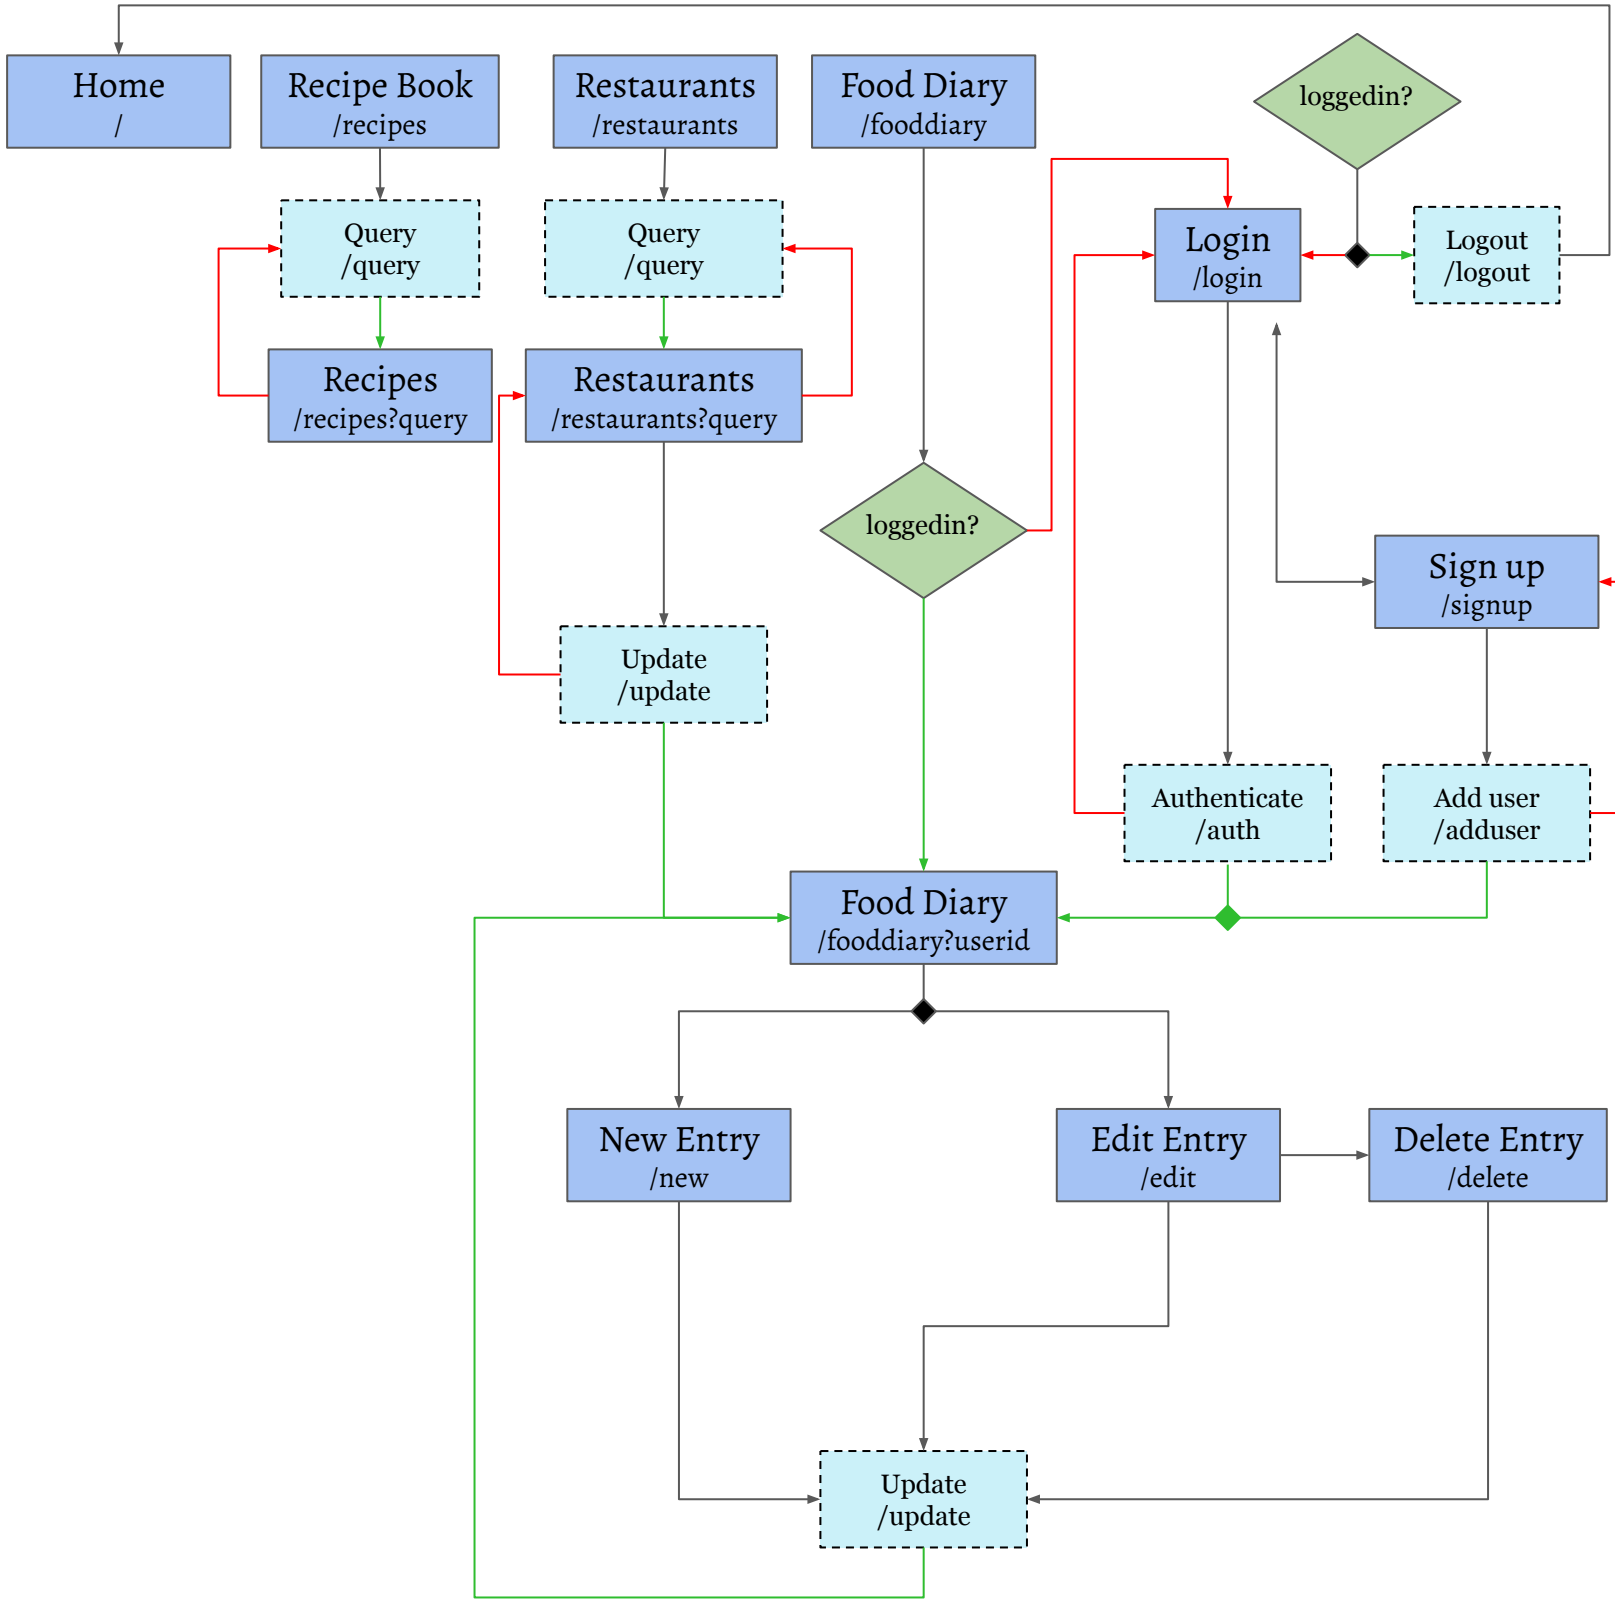 Home
/
Recipe Book
/recipes
Restaurants
/restaurants
Food Diary
/fooddiary
loggedin?
Query
/query
Query
/query
Login
/login
Logout
/logout
Recipes
/recipes?query
Restaurants
/restaurants?query
loggedin?
Sign up
/signup
Update
/update
Authenticate
/auth
Add user
/adduser
Food Diary
/fooddiary?userid
New Entry
/new
Edit Entry
/edit
Delete Entry
/delete
Update
/update